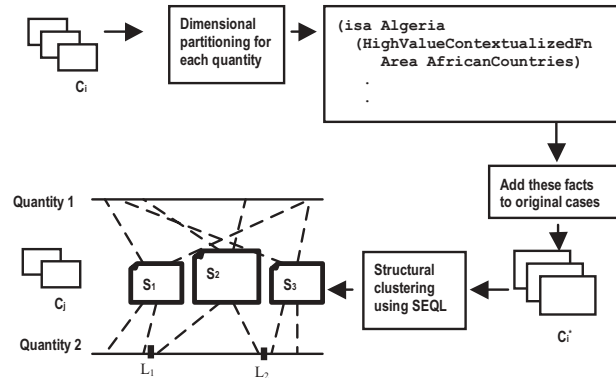 Dimensional
partitioning for
each quantity
(isa Algeria
(HighValueContextualizedFn
Area AfricanCountries)
.
.
Ci
Add these facts
to original cases
Quantity 1
Cj
S1
S2
S3
Structural
clustering
using SEQL
Ci*
Quantity 2
L1
L2